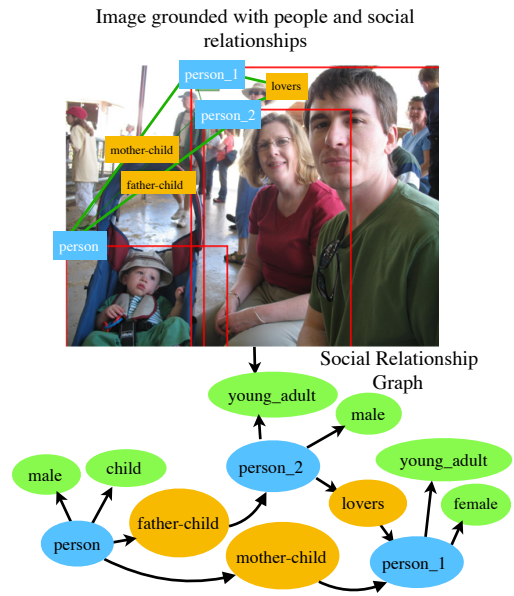 Image grounded with people and social
relationships
person_1
lovers
person_2
mother-child
father-child
person
Social Relationship
Graph
young_adult
male
young_adult
male
child
person_2
lovers
female
father-child
person
mother-child
person_1